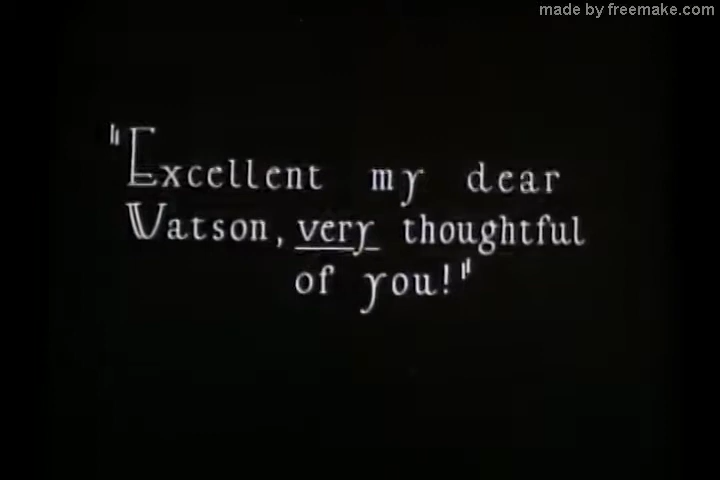 made by freemake.com
"Excellent my dear
Watson, very thoughtful
of you!"